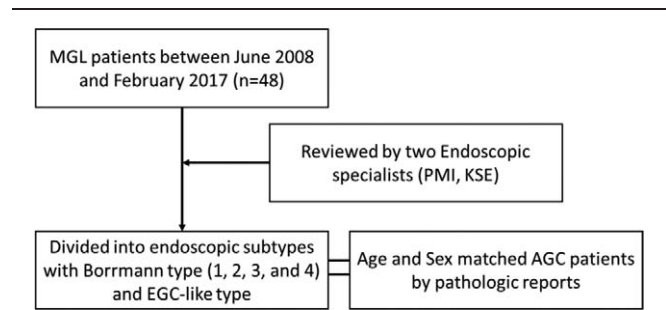 MGL patients between June 2008
and February 2017 (n=48)
Reviewed by two Endoscopic
specialists (PMI, KSE)
Divided into endoscopic subtypes
with Borrmann type (1, 2, 3, and 4)
and EGC-like type
Age and Sex matched AGC patients
by pathologic reports